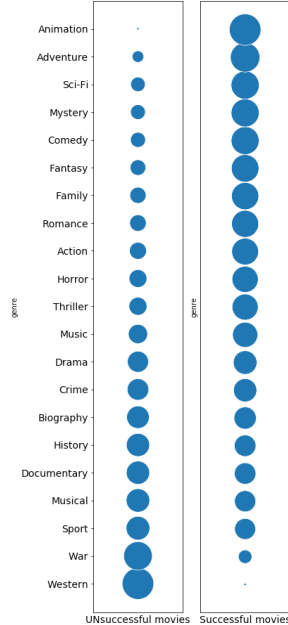 Animation
Adventure
Sci-Fi
Mystery
Comedy
Fantasy
Family
Romance
Action
Horror
Thriller
Music
Drama
Crime
Biography
History
Documentary
Musical
Sport
War
Western
genre
genre
UNsuccessful movies
Successful movies